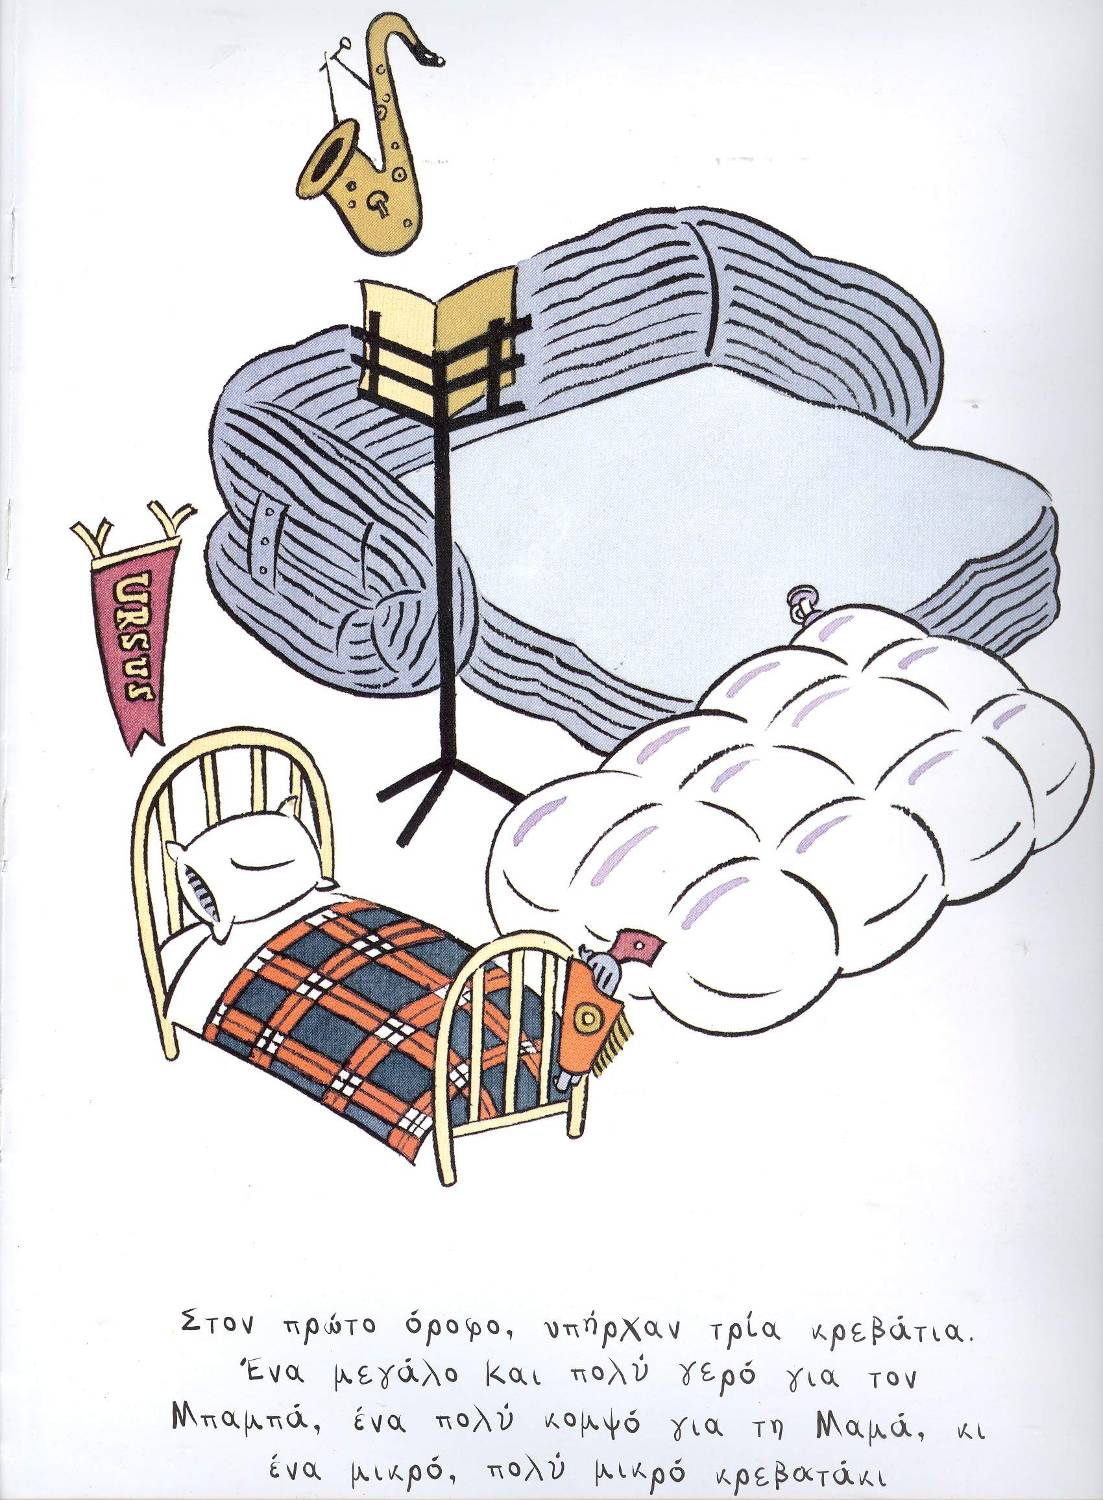 URSUS
Στον πρώτο όροφο, υπήρχαν τρία κρεβάτια.
Ένα μεγάλο και πολύ γερό για τον
Μπαμπά, ένα πολύ κομψό για τη Μαμά, κι
ένα μικρό, πολύ μικρό κρεβατάκι